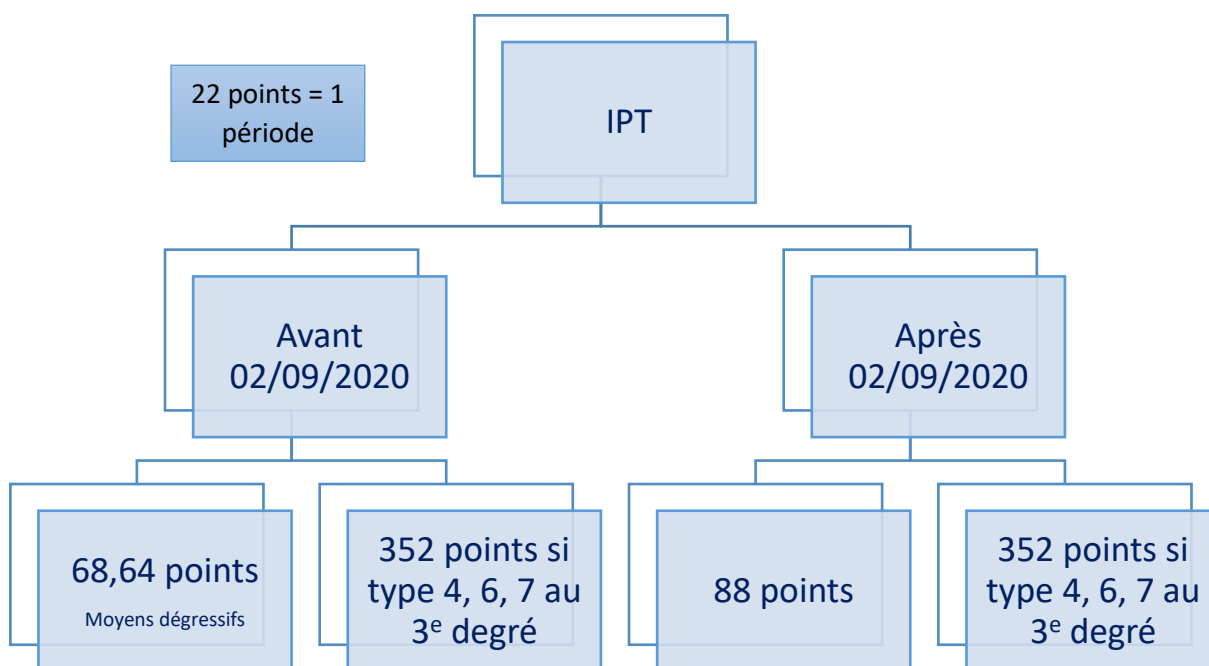 22 points = 1
période
IPT
Avant
02/09/2020
Après
02/09/2020
68,64 points
Moyens dégressifs
352 points si
type 4, 6, 7 au
3e degré
88 points
352 points si
type 4, 6, 7 au
3e degré